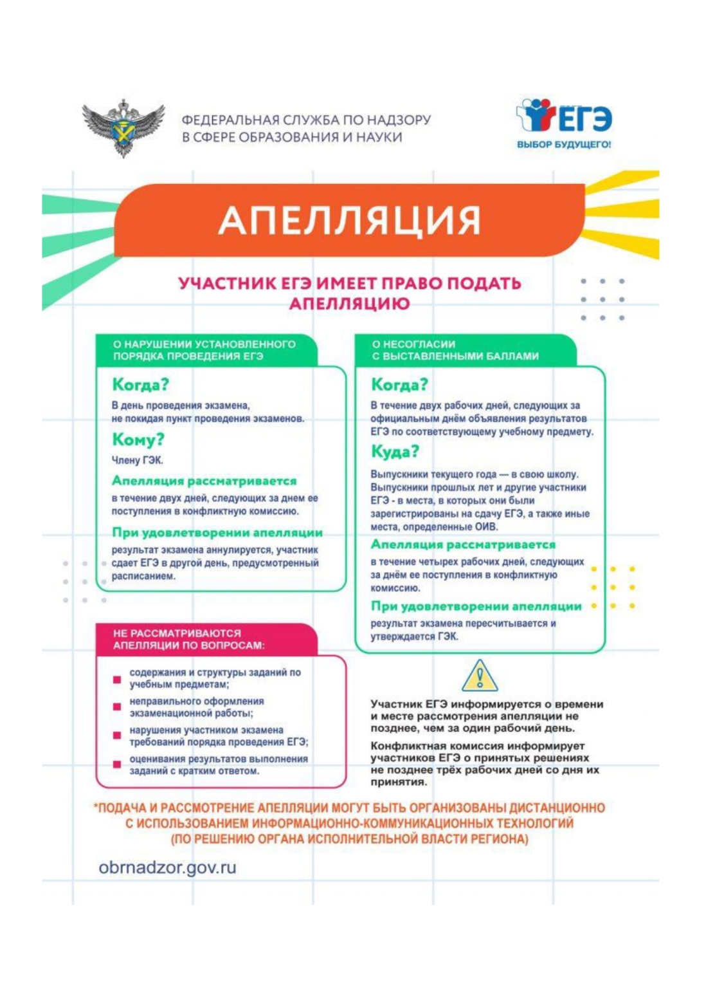 ФЕДЕРАЛЬНАЯ СЛУЖБА ПО НАДЗОРУ
В СФЕРЕ ОБРАЗОВАНИЯ И НАУКИ
ЕГЭ
ВЫБОР БУДУЩЕГО!
АПЕЛЛЯЦИЯ
УЧАСТНИК ЕГЭ ИМЕЕТ ПРАВО ПОДАТЬ
АПЕЛЛЯЦИЮ
О НАРУШЕНИИ УСТАНОВЛЕННОГО
ПОРЯДКА ПРОВЕДЕНИЯ ЕГЭ
Когда?
В день проведения экзамена,
не покидая пункт проведения экзаменов.
Кому?
Члену ГЭК.
Апелляция рассматривается
в течение двух дней, следующих за днем ее
поступления в конфликтную комиссию.
При удовлетворении апелляции
результат экзамена аннулируется, участник
сдает ЕГЭ в другой день, предусмотренный
расписанием.
О НЕСОГЛАСИИ
С ВЫСТАВЛЕННЫМИ БАЛЛАМИ
Когда?
В течение двух рабочих дней, следующих за
официальным днём объявления результатов
ЕГЭ по соответствующему учебному предмету.
Куда?
Выпускники текущего года — в свою школу.
Выпускники прошлых лет и другие участники
ЕГЭ - в места, в которых они были
зарегистрированы на сдачу ЕГЭ, а также иные
места, определенные ОИВ.
Апелляция рассматривается
в течение четырех рабочих дней, следующих
за днём ее поступления в конфликтную
комиссию.
При удовлетворении апелляции
результат экзамена пересчитывается и
утверждается ГЭК.
НЕ РАССМАТРИВАЮТСЯ
АПЕЛЛЯЦИИ ПО ВОПРОСАМ:
содержания и структуры заданий по
учебным предметам;
неправильного оформления
экзаменационной работы;
нарушения участником экзамена
требований порядка проведения ЕГЭ;
оценивания результатов выполнения
заданий с кратким ответом.
Участник ЕГЭ информируется о времени
и месте рассмотрения апелляции не
позднее, чем за один рабочий день.
Конфликтная комиссия информирует
участников ЕГЭ о принятых решениях
не позднее трёх рабочих дней со дня их
принятия.
*ПОДАЧА И РАССМОТРЕНИЕ АПЕЛЛЯЦИИ МОГУТ БЫТЬ ОРГАНИЗОВАНЫ ДИСТАНЦИОННО
С ИСПОЛЬЗОВАНИЕМ ИНФОРМАЦИОННО-КОММУНИКАЦИОННЫХ ТЕХНОЛОГИЙ
(ПО РЕШЕНИЮ ОРГАНА ИСПОЛНИТЕЛЬНОЙ ВЛАСТИ РЕГИОНА)
obrnadzor.gov.ru